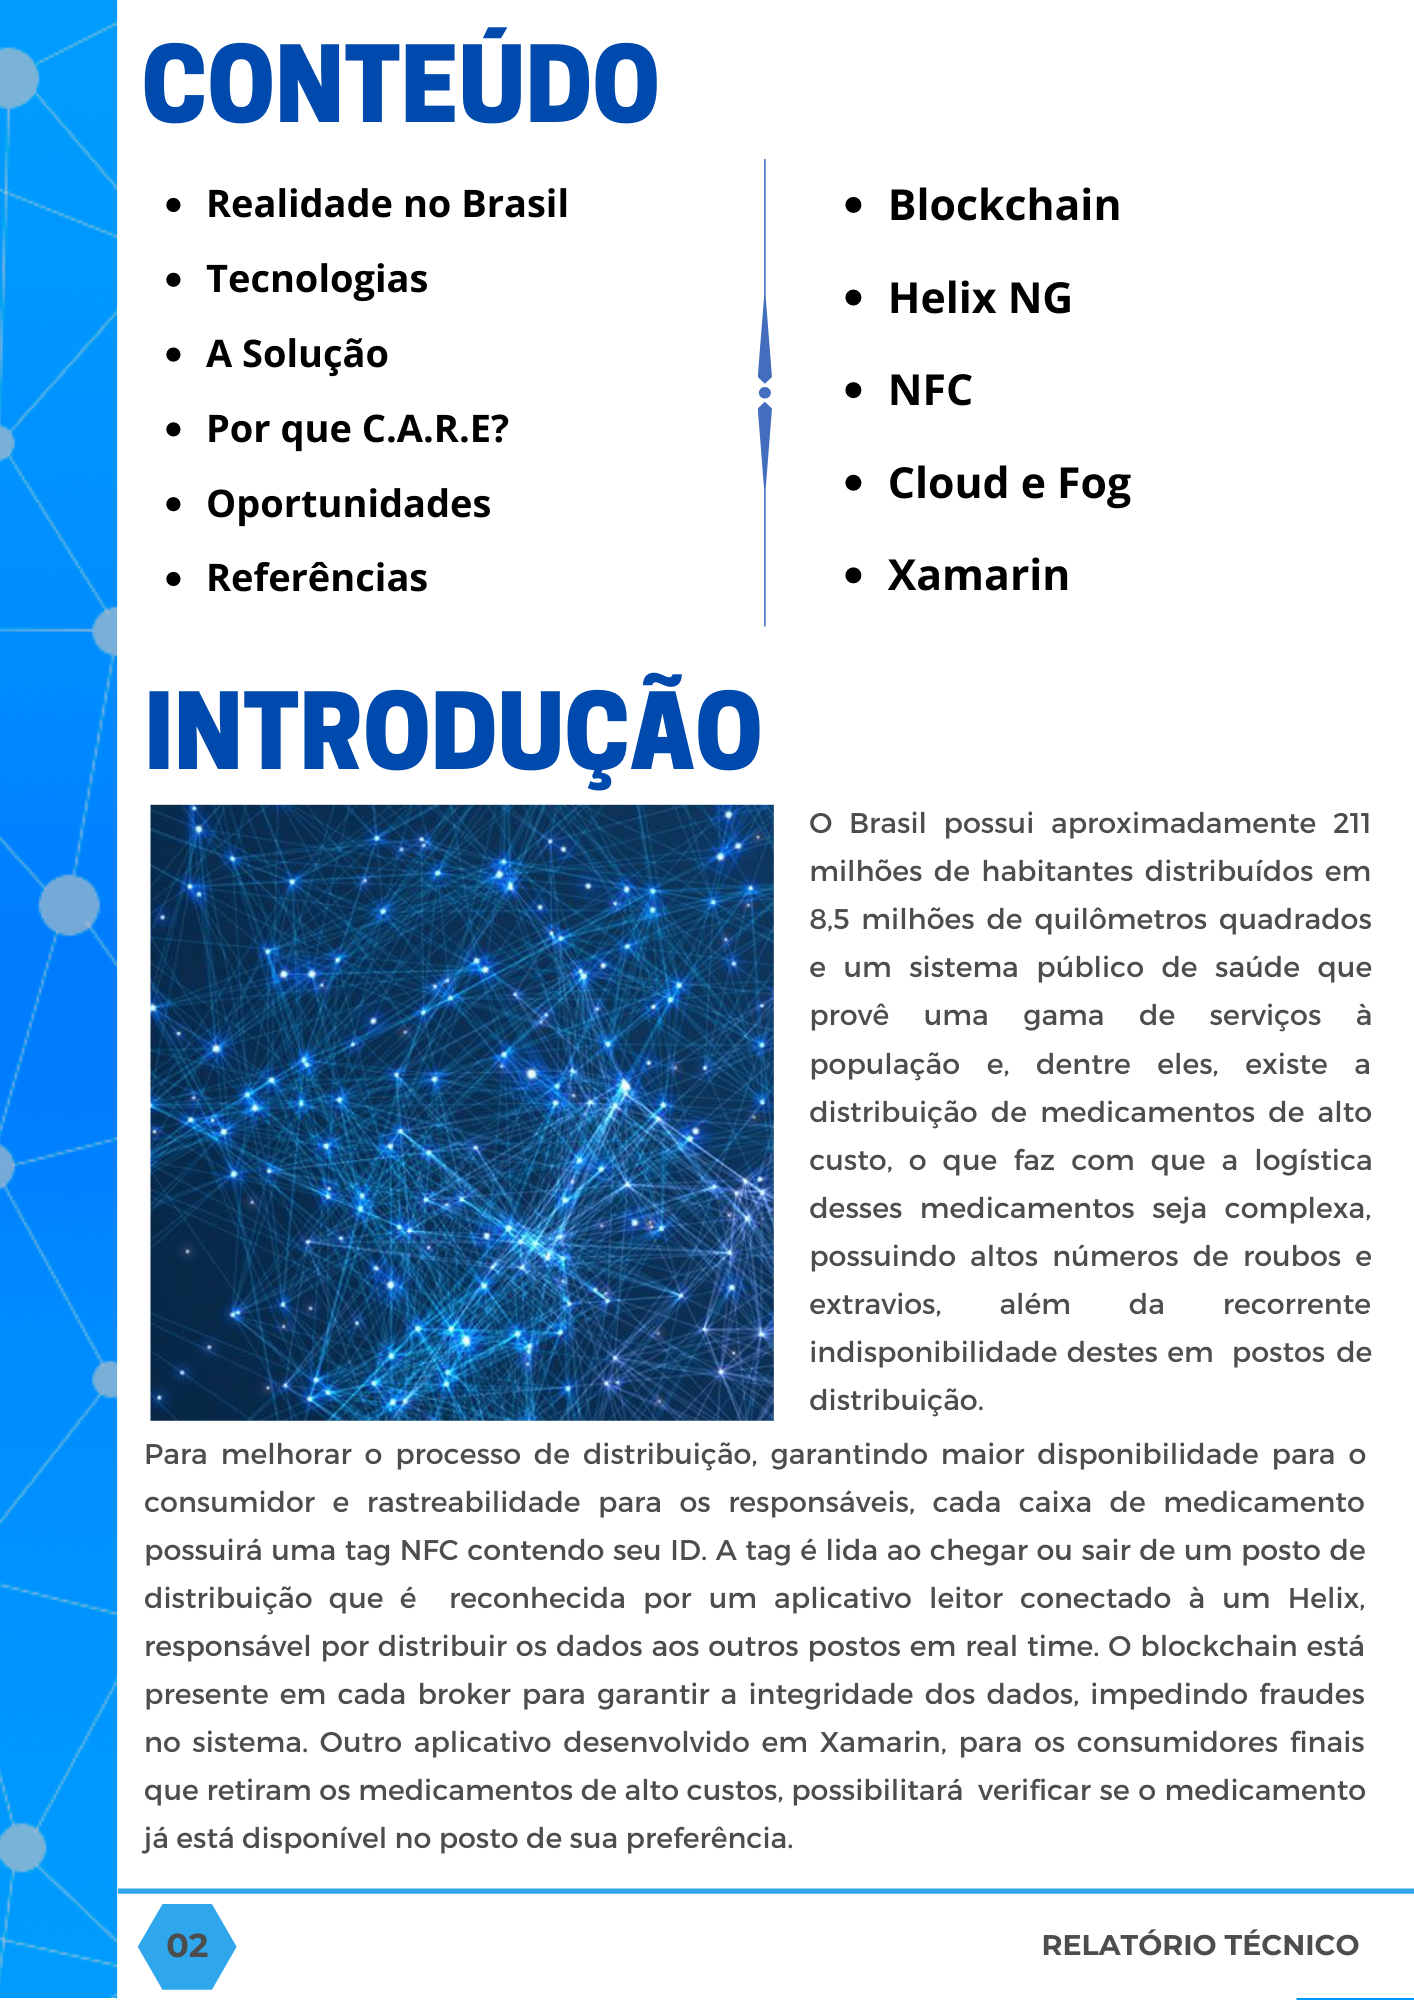 CONTEÚDO
• Realidade no Brasil
• Tecnologias
• A Solução
• Por que C.A.R.E?
• Oportunidades
• Referências
• Blockchain
• Helix NG
• NFC
• Cloud e Fog
• Xamarin
INTRODUÇÃO
O Brasil possui aproximadamente 211
milhões de habitantes distribuídos em
8,5 milhões de quilômetros quadrados
e um sistema público de saúde que
provê uma gama de serviços à
população e, dentre eles, existe a
distribuição de medicamentos de alto
custo, o que faz com que a logística
desses medicamentos seja complexa,
possuindo altos números de roubos e
extravios, além da recorrente
indisponibilidade destes em postos de
distribuição.
Para melhorar o processo de distribuição, garantindo maior disponibilidade para o
consumidor e rastreabilidade para os responsáveis, cada caixa de medicamento
possuirá uma tag NFC contendo seu ID. A tag é lida ao chegar ou sair de um posto de
distribuição que é reconhecida por um aplicativo leitor conectado à um Helix,
responsável por distribuir os dados aos outros postos em real time. O blockchain está
presente em cada broker para garantir a integridade dos dados, impedindo fraudes
no sistema. Outro aplicativo desenvolvido em Xamarin, para os consumidores finais
que retiram os medicamentos de alto custos, possibilitará verificar se o medicamento
já está disponível no posto de sua preferência.
02
RELATÓRIO TÉCNICO